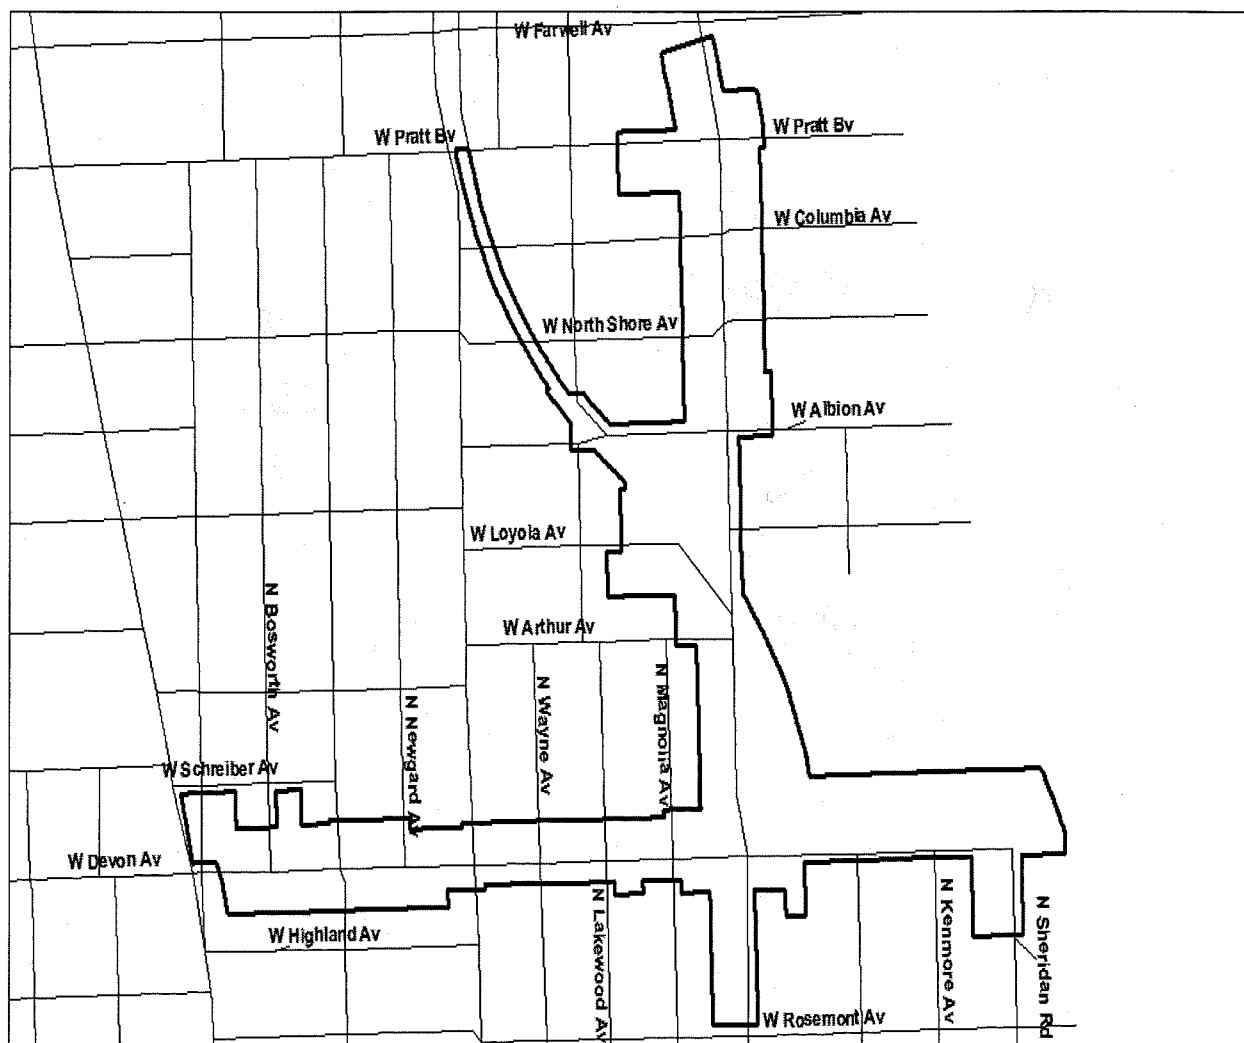 W Farwell Av
W Pratt Bv
W Pratt Bv
W Columbia Av
W North Shore Av
W Albion Av
W Loyola Av
N Bosworth Av
W Arthur Av
N Newgard Av
N Wayne Av
N Magnolia Av
W Schreiber Av
W Devon Av
N Lakewood Av
N Kenmore Av
N Sheridan Rd
W Highland Av
W Rosemont Av